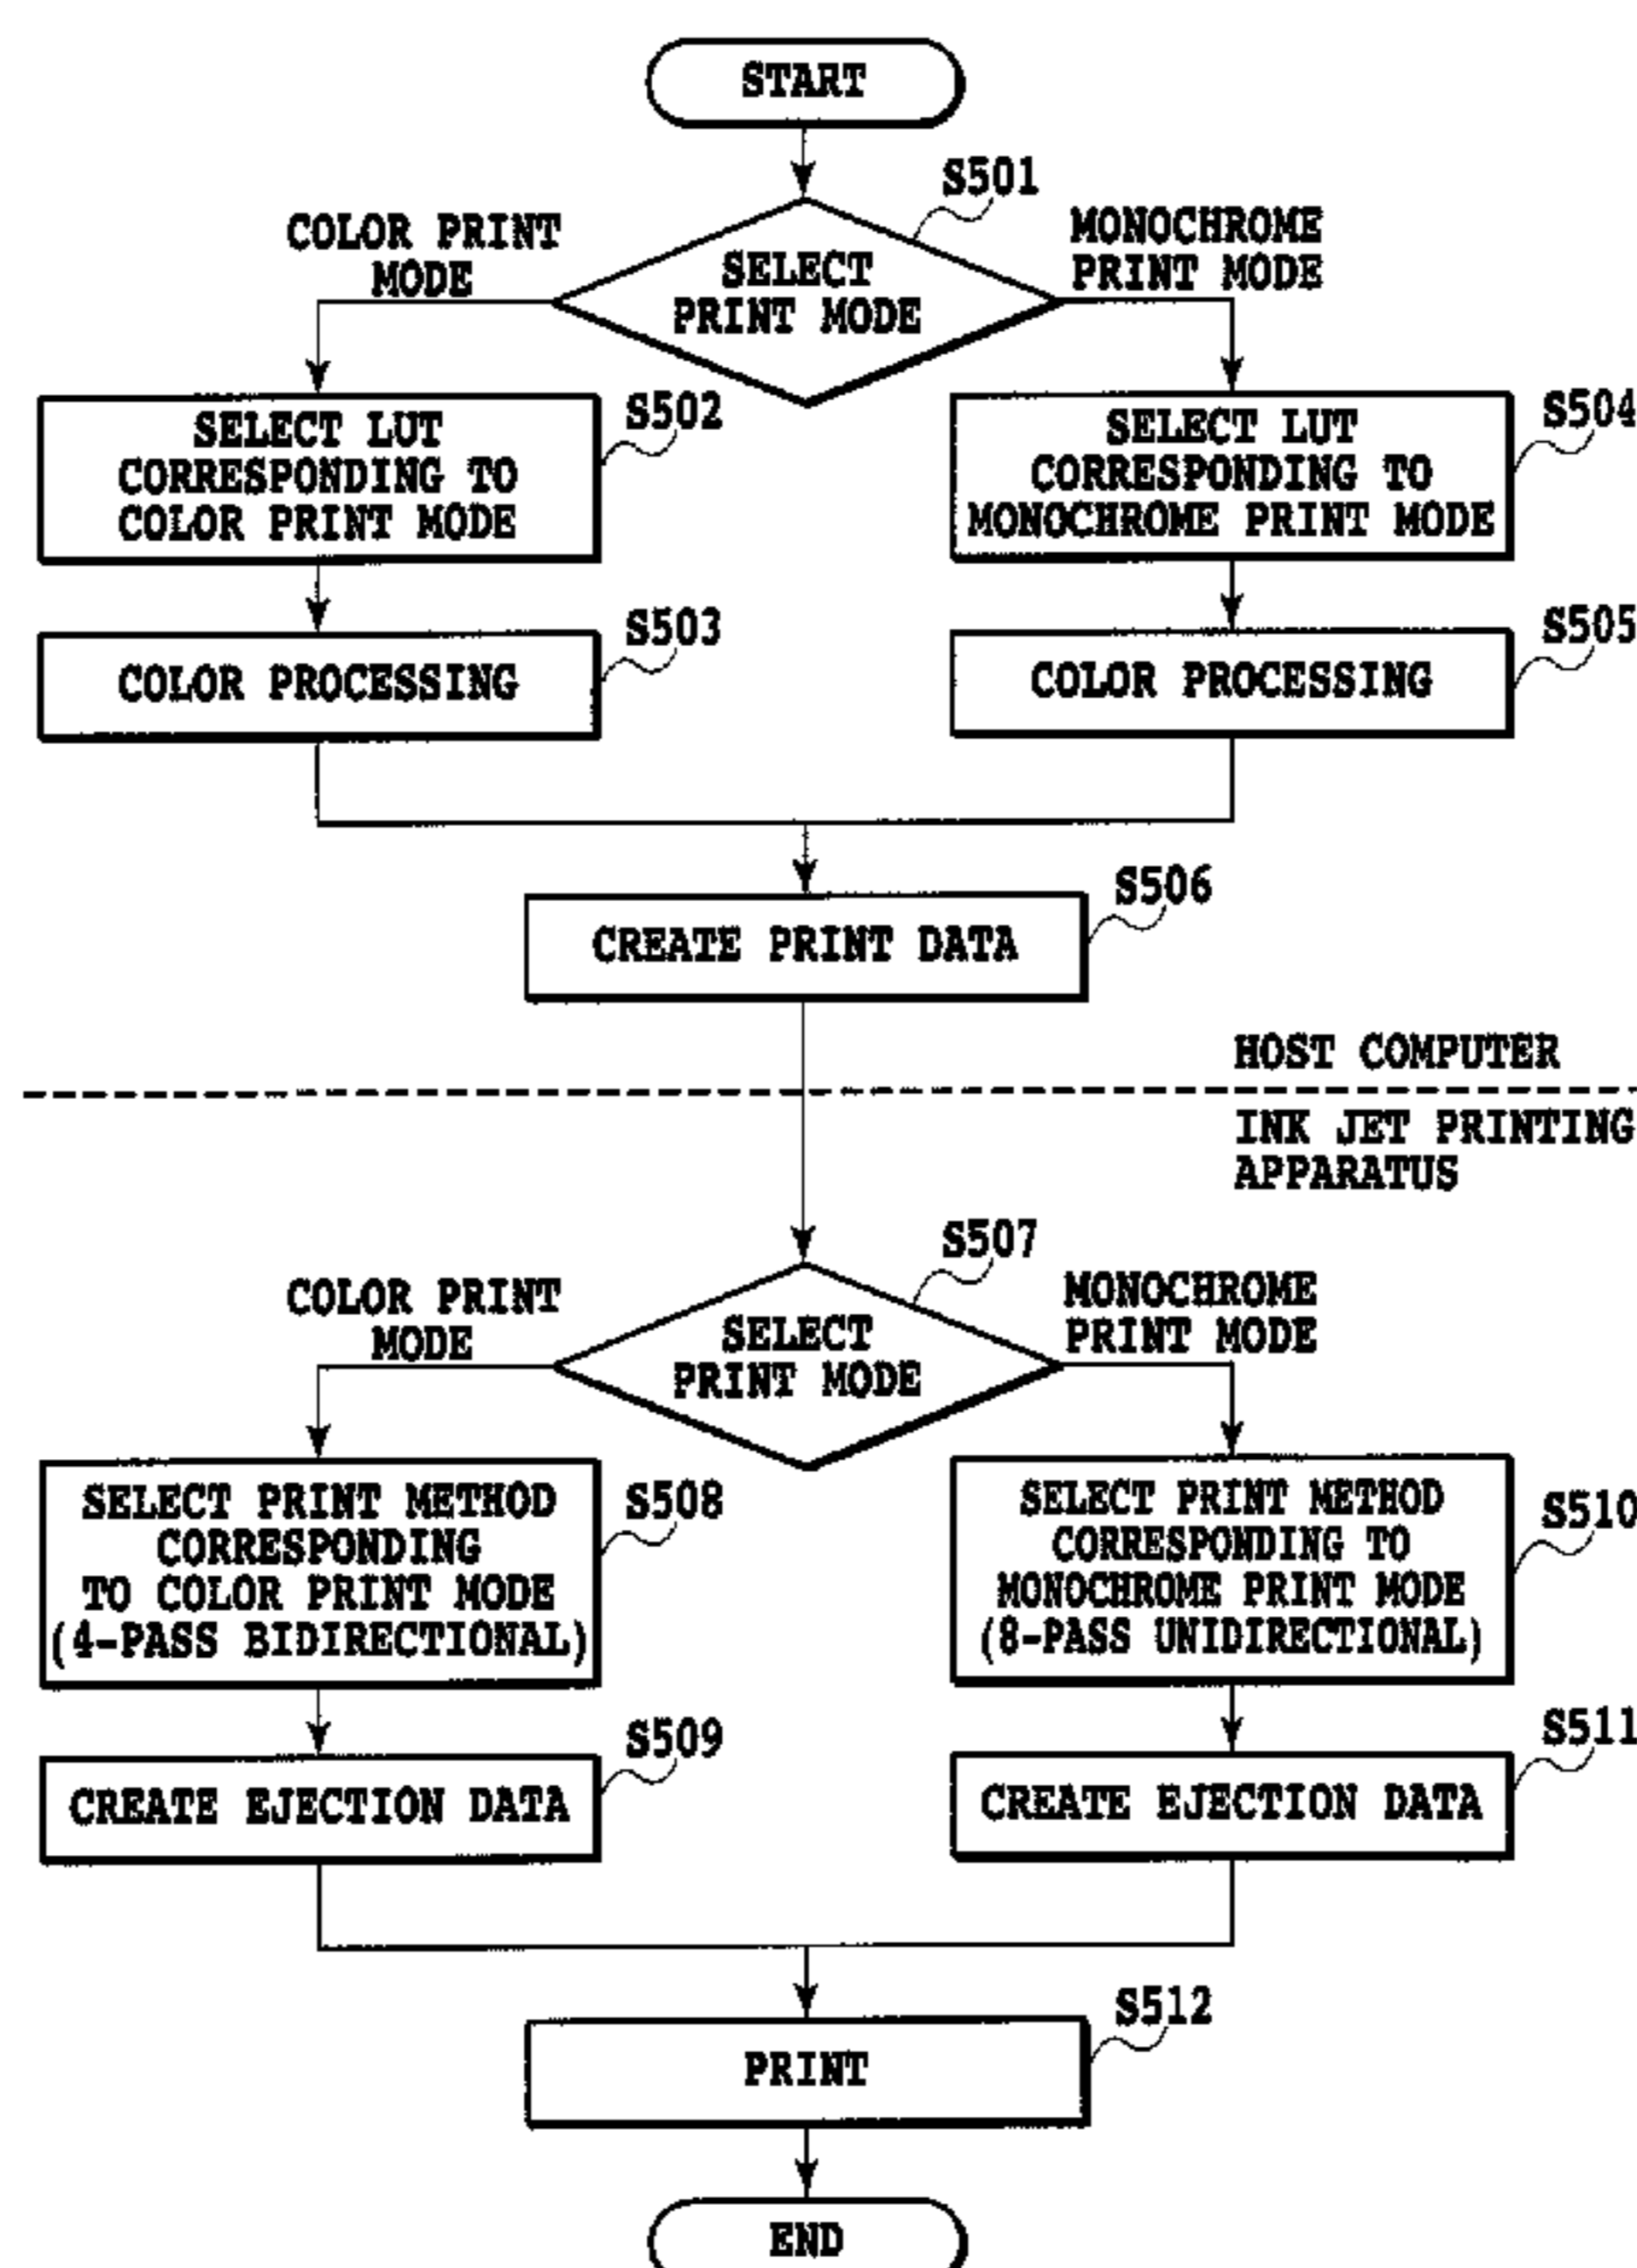 START
S501
COLOR PRINT
MODE
MONOCHROME
PRINT MODE
SELECT
PRINT MODE
SELECT LUT
CORRESPONDING TO
COLOR PRINT MODE
S502
SELECT LUT
CORRESPONDING TO
MONOCHROME PRINT MODE
S504
COLOR PROCESSING
S503
COLOR PROCESSING
S505
CREATE PRINT DATA
S506
HOST COMPUTER
INK JET PRINTING
APPARATUS
S507
COLOR PRINT
MODE
MONOCHROME
PRINT MODE
SELECT
PRINT MODE
SELECT PRINT METHOD
CORRESPONDING
TO COLOR PRINT MODE
(4-PASS BIDIRECTIONAL)
S508
SELECT PRINT METHOD
CORRESPONDING TO
MONOCHROME PRINT MODE
(8-PASS UNIDIRECTIONAL)
S510
CREATE EJECTION DATA
S509
CREATE EJECTION DATA
S511
PRINT
S512
END